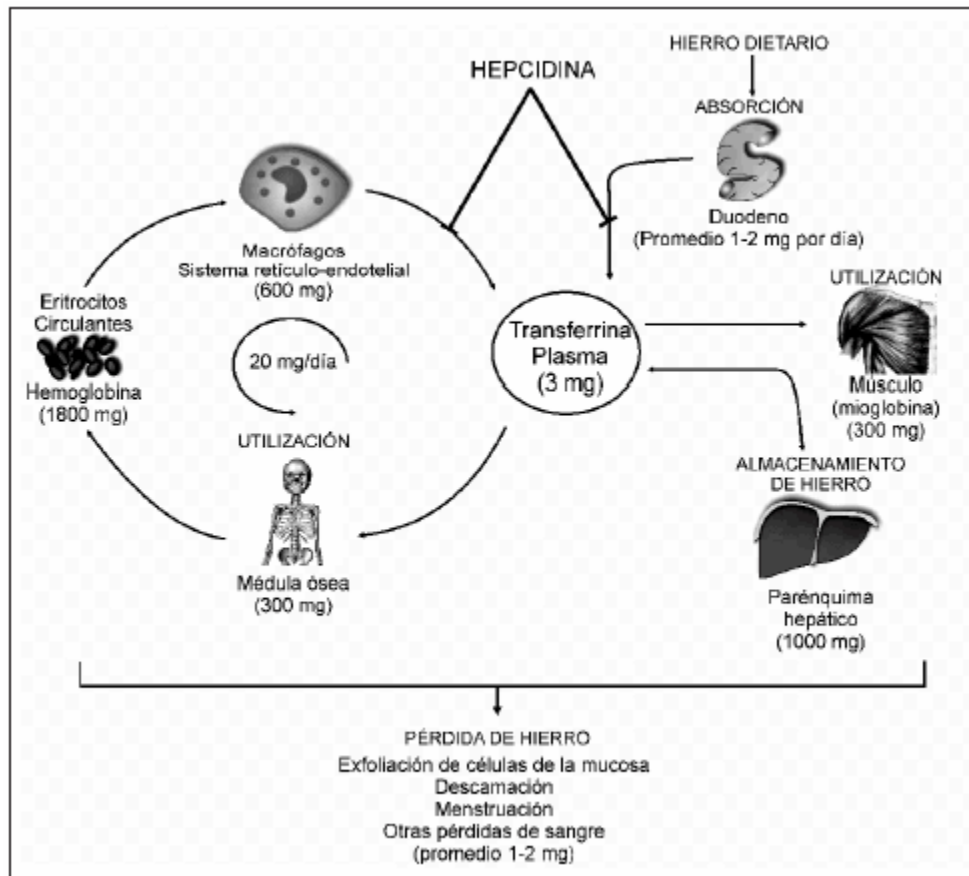 HIERRO DIETARIO
HEPCIDINA
ABSORCIÓN
Duodeno
(Promedio 1-2 mg por día)
Macrófagos
Sistema retículo-endotelial
(600 mg)
Eritrocitos
Circulantes
Hemoglobina
(1800 mg)
20 mg/día
Transferrina
Plasma
(3 mg)
UTILIZACIÓN
Músculo
(mioglobina)
(300 mg)
UTILIZACIÓN
Médula ósea
(300 mg)
ALMACENAMIENTO
DE HIERRO
Parénquima
hepático
(1000 mg)
PÉRDIDA DE HIERRO
Exfoliación de células de la mucosa
Descamación
Menstruación
Otras pérdidas de sangre
(promedio 1-2 mg)